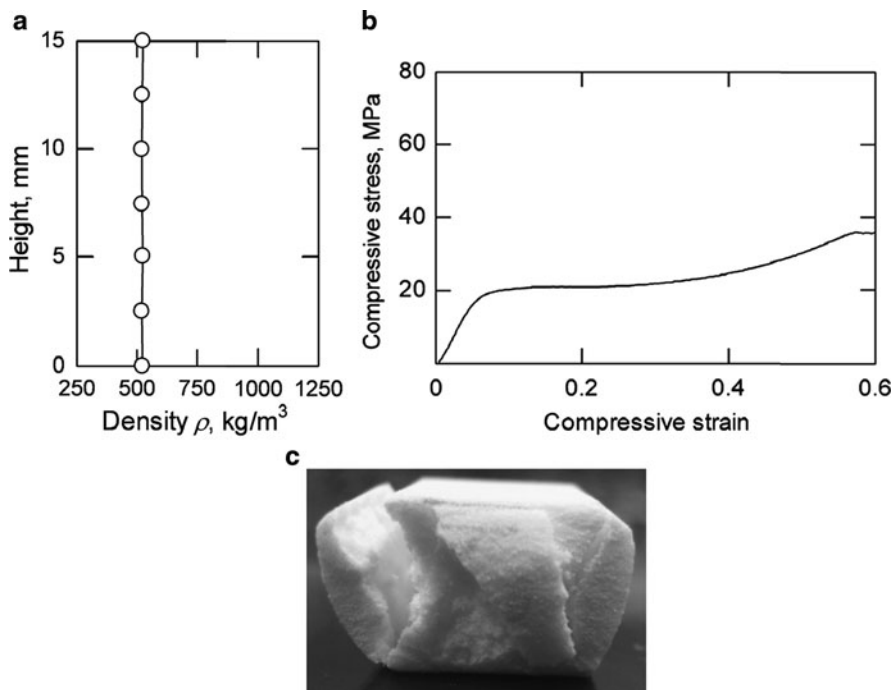 a
15
10
5
0
Height, mm
250 500 750 1000 1250
Density ρ, kg/m³
b
80
60
40
20
0
Compressive stress, MPa
0 0.2 0.4 0.6
Compressive strain
c